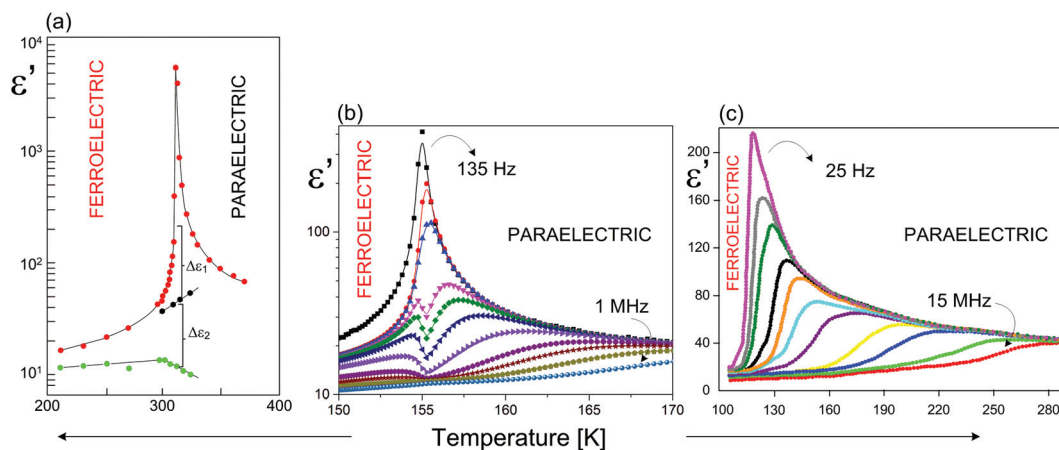 (a)
10⁴
ε’
10³
10²
10¹
FERROELECTRIC
PARAELECTRIC
Δε₁
Δε₂
200
300
400
(b)
ε’
100
10
FERROELECTRIC
135 Hz
PARAELECTRIC
1 MHz
150
155
160
165
170
(c)
ε’
200
160
120
80
40
0
FERROELECTRIC
25 Hz
PARAELECTRIC
15 MHz
100
130
160
190
220
250
280
Temperature [K]